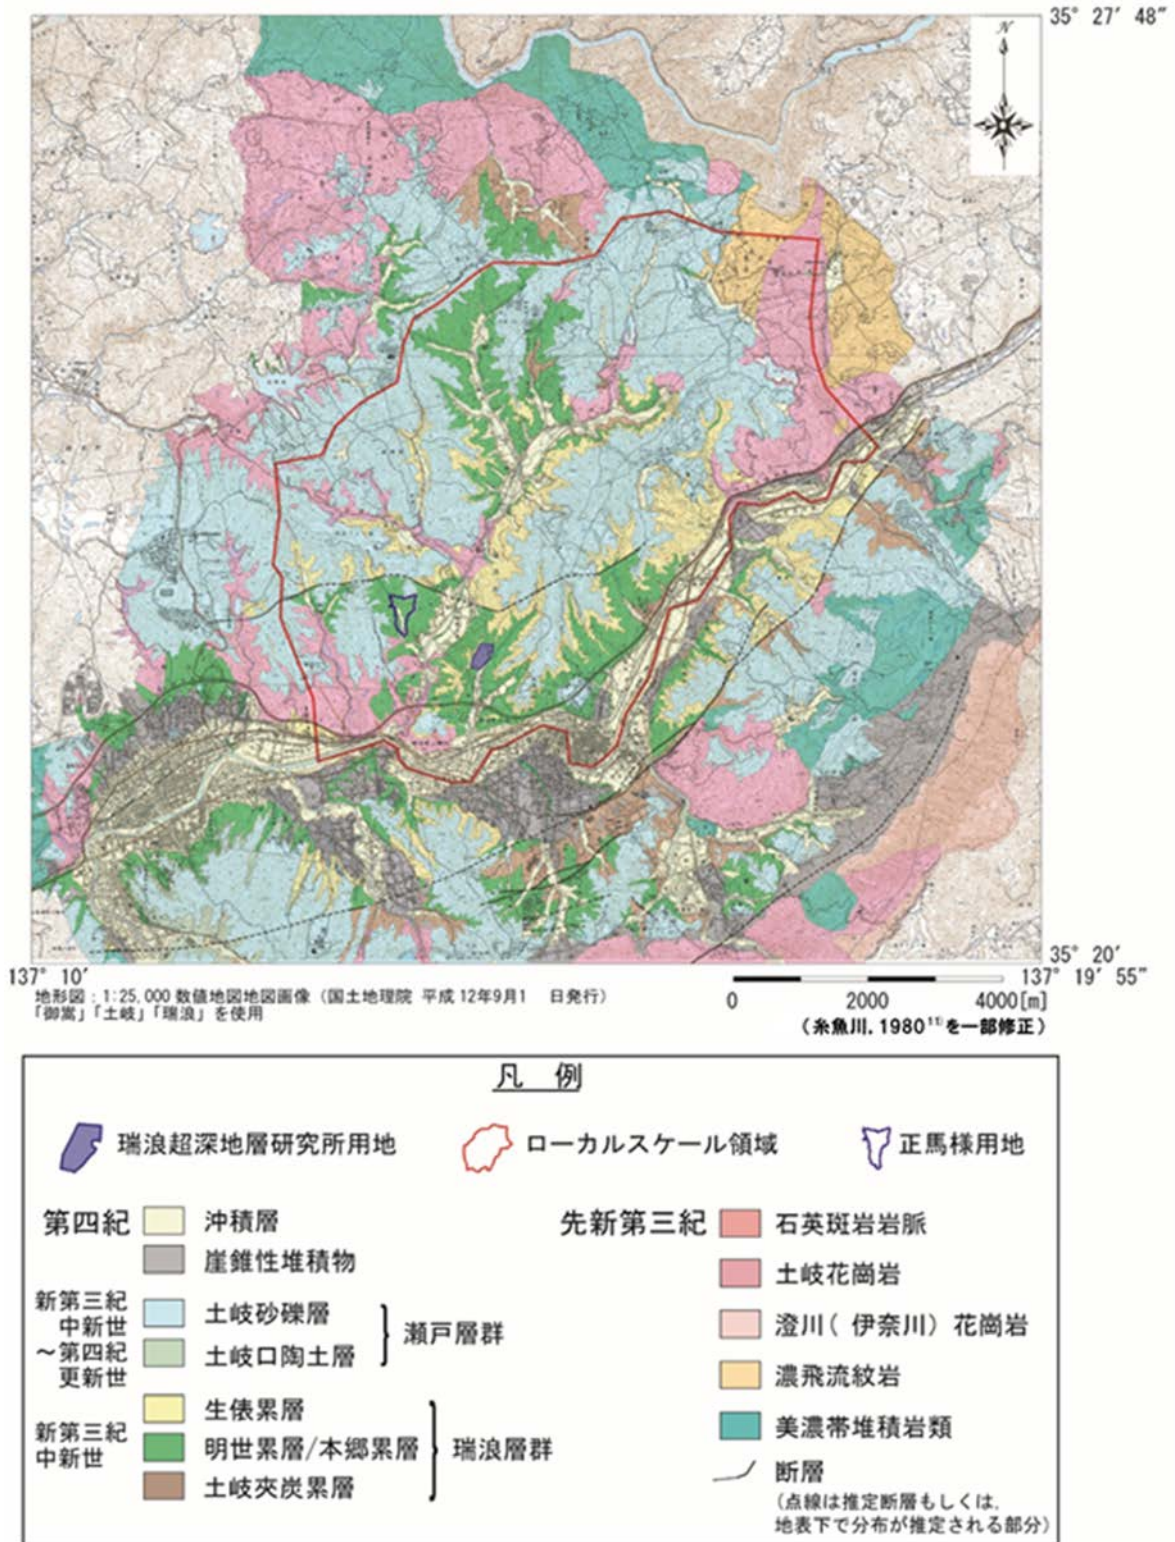 35° 27′ 48″
N
35° 20′
137° 10′
137° 19′ 55″
地形図：1:25,000 数値地図地図画像（国土地理院 平成12年9月1 日発行）
「御嵩」「土岐」「瑞浪」を使用
0 2000 4000[m]
（糸魚川，1980¹¹⁾を一部修正）
凡 例
瑞浪超深地層研究所用地
ローカルスケール領域
正馬様用地
第四紀
沖積層
崖錐性堆積物
新第三紀
中新世
～第四紀
更新世
土岐砂礫層
土岐口陶土層
瀬戸層群
新第三紀
中新世
生俵累層
明世累層/本郷累層
土岐夾炭累層
瑞浪層群
先新第三紀
石英斑岩岩脈
土岐花崗岩
澄川（ 伊奈川）花崗岩
濃飛流紋岩
美濃帯堆積岩類
断層
（点線は推定断層もしくは，
地表下で分布が推定される部分）